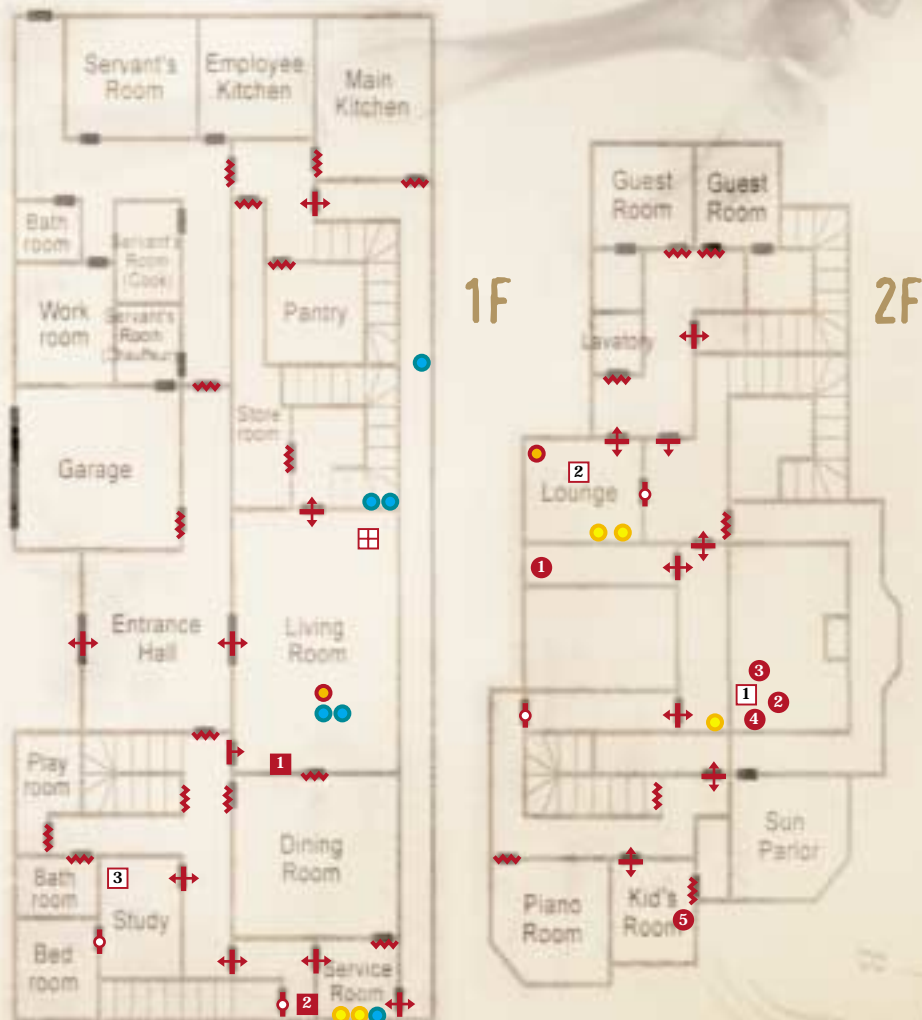 Servant's
Room
Employee
Kitchen
Main
Kitchen
1F
Bath
room
Servant's
Room
(Cook)
Work
room
Servant's
Room
(Chauffeur)
Pantry
Store
room
Garage
Entrance
Hall
Living
Room
1
Play
room
Dining
Room
3
Bath
room
Study
Bed
room
Service
Room
2
2F
Guest
Room
Guest
Room
Lavatory
2
Lounge
1
3
1
2
4
Sun
Parlor
Piano
Room
Kid's
Room
5